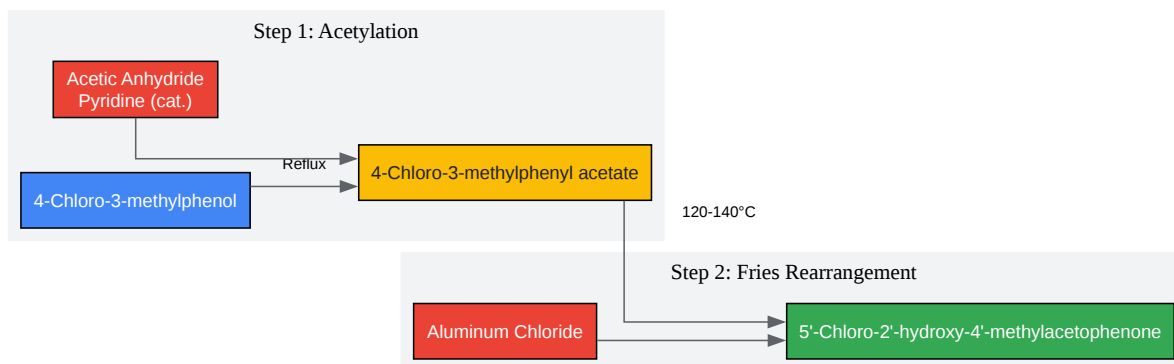 Step 1: Acetylation
Acetic Anhydride
Pyridine (cat.)
Reflux
4-Chloro-3-methylphenol
4-Chloro-3-methylphenyl acetate
120-140°C
Step 2: Fries Rearrangement
Aluminum Chloride
5'-Chloro-2'-hydroxy-4'-methylacetophenone